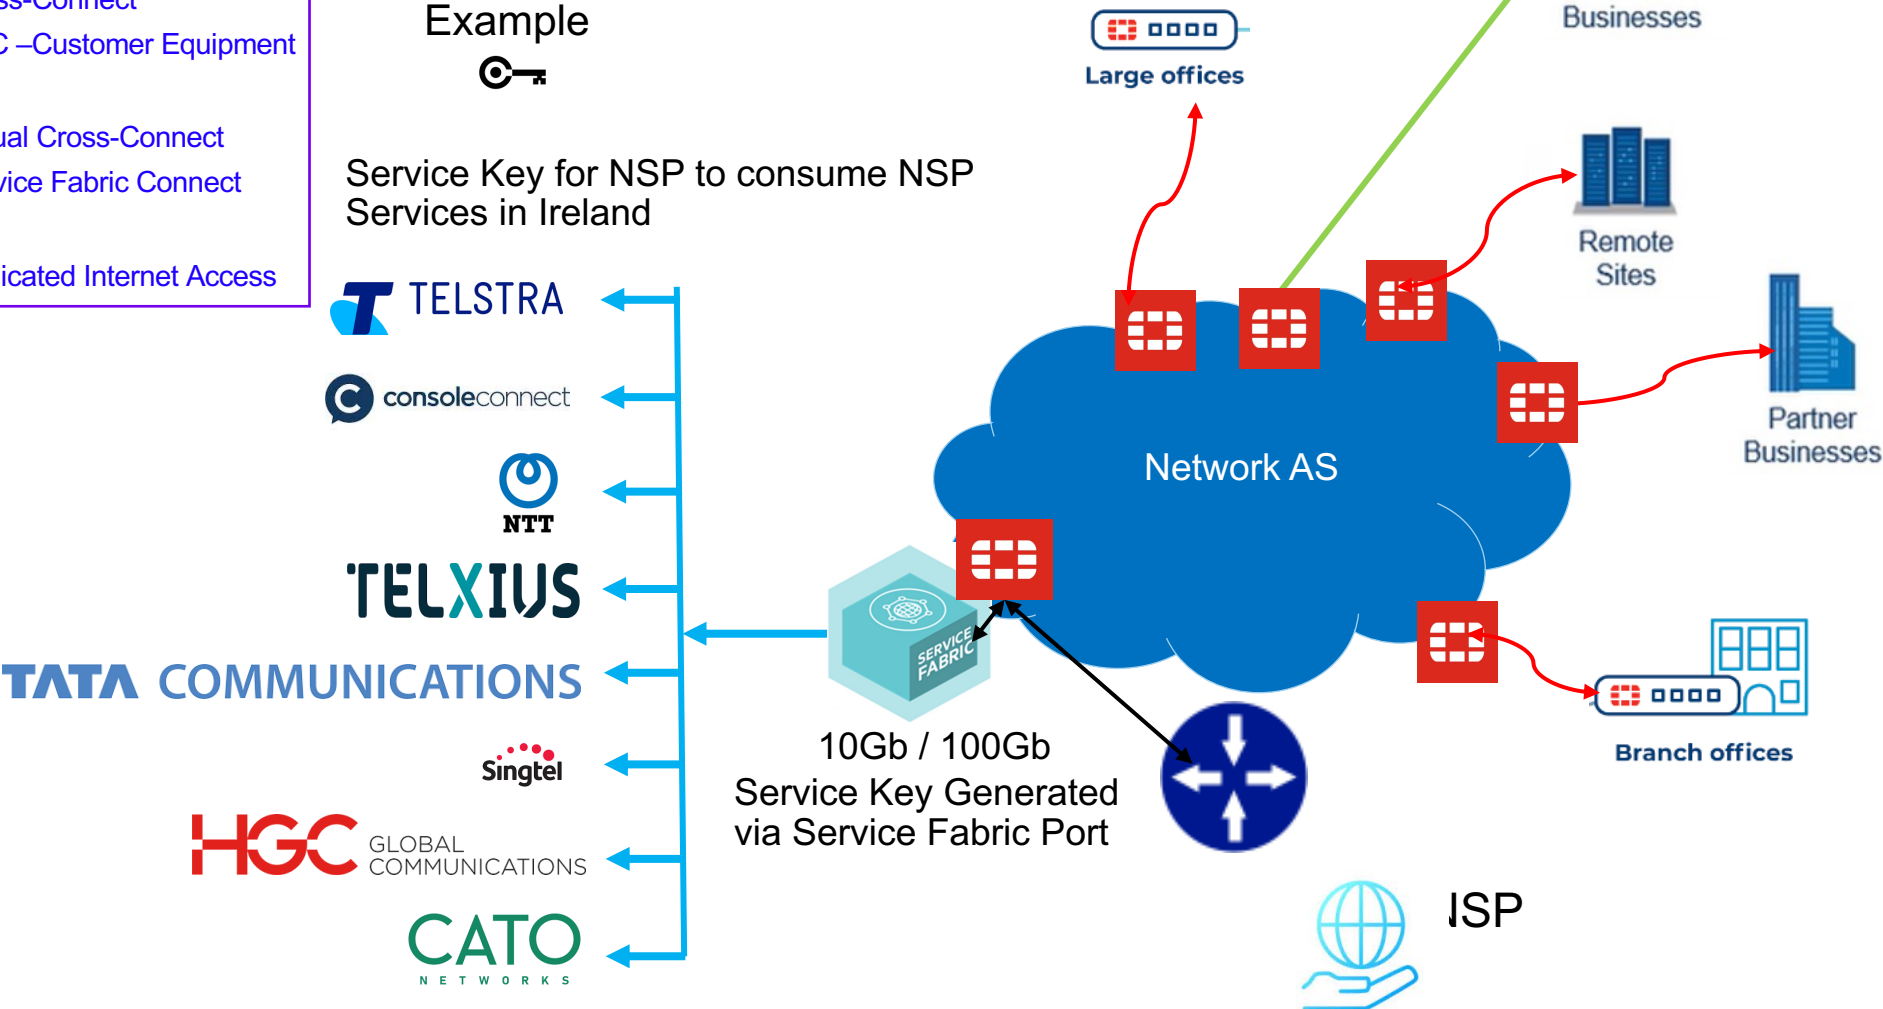 ss-Connect
C –Customer Equipment
ual Cross-Connect
vice Fabric Connect
licated Internet Access
Example
Service Key for NSP to consume NSP
Services in Ireland
TELSTRA
consoleconnect
NTT
TELXIUS
TATA COMMUNICATIONS
Singtel
HGC GLOBAL
COMMUNICATIONS
CATO
NETWORKS
SERVICE
FABRIC
10Gb / 100Gb
Service Key Generated
via Service Fabric Port
Network AS
Large offices
Businesses
Remote
Sites
Partner
Businesses
Branch offices
NSP